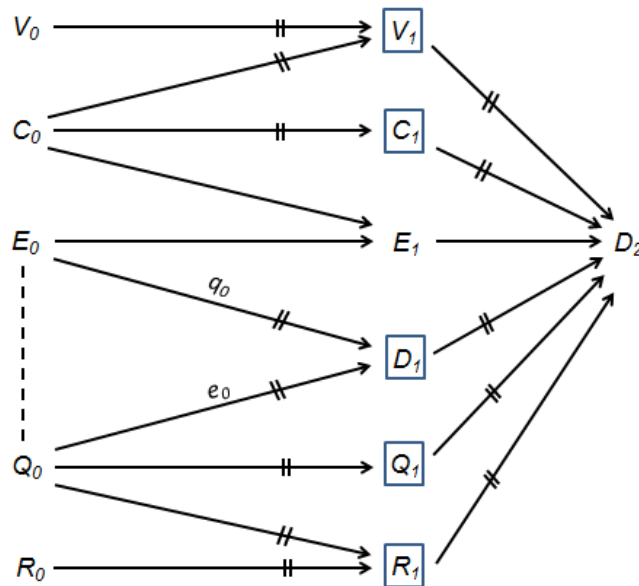 V₀ V₁
C₀ C₁
E₀ E₁ D₂
q₀
D₁
e₀
Q₀ Q₁
R₀ R₁